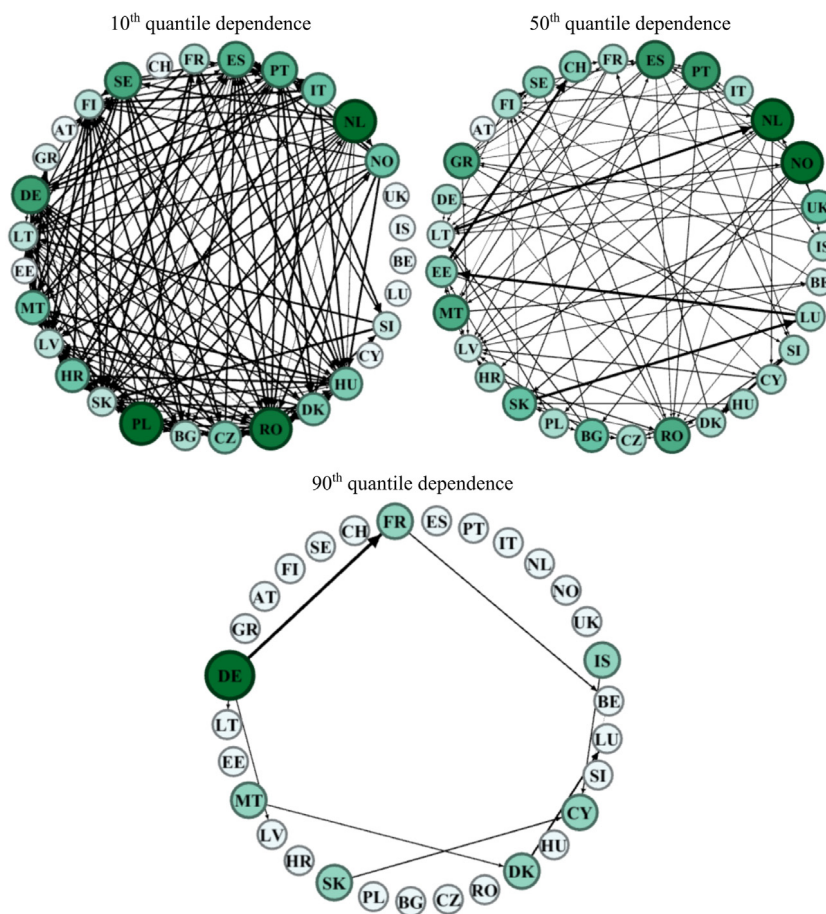 10th quantile dependence
CH
FR
ES
PT
IT
NL
NO
UK
IS
BE
LU
SI
CY
HU
DK
RO
CZ
BG
PL
SK
HR
LV
MT
EE
LT
DE
GR
AT
FI
SE
50th quantile dependence
CH
FR
ES
PT
IT
NL
NO
UK
IS
BE
LU
SI
CY
HU
DK
RO
CZ
BG
PL
SK
HR
LV
MT
EE
LT
DE
GR
AT
FI
SE
90th quantile dependence
CH
FR
ES
PT
IT
NL
NO
UK
IS
BE
LU
SI
CY
HU
DK
RO
CZ
BG
PL
SK
HR
LV
MT
EE
LT
DE
GR
AT
FI
SE